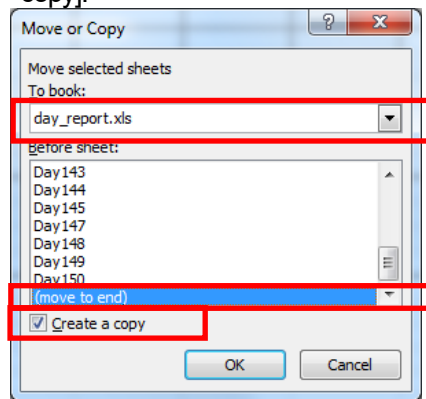 copy].
Move or Copy
Move selected sheets
To book:
day_report.xls
Before sheet:
Day143
Day144
Day145
Day147
Day148
Day149
Day150
(move to end)
Create a copy
OK Cancel